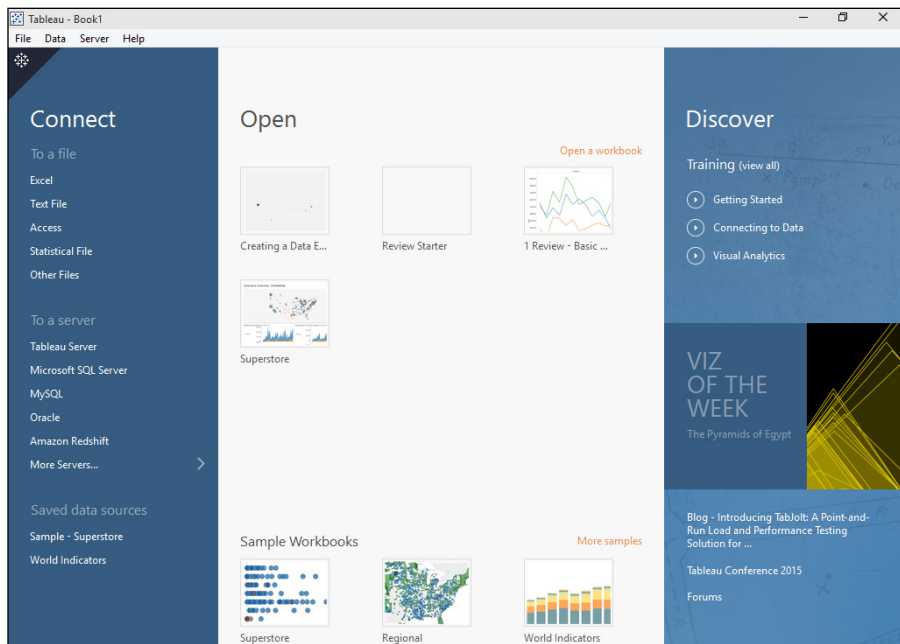 Tableau - Book1
File Data Server Help
Connect
To a file
Excel
Text File
Access
Statistical File
Other Files
To a server
Tableau Server
Microsoft SQL Server
MySQL
Oracle
Amazon Redshift
More Servers...
Saved data sources
Sample - Superstore
World Indicators
Open
Open a workbook
Creating a Data E...
Review Starter
1 Review - Basic ...
Superstore
Sample Workbooks
More samples
Superstore
Regional
World Indicators
Discover
Training (view all)
Getting Started
Connecting to Data
Visual Analytics
VIZ
OF THE
WEEK
The Pyramids of Egypt
Blog - Introducing TabJolt: A Point-and-
Run Load and Performance Testing
Solution for ...
Tableau Conference 2015
Forums